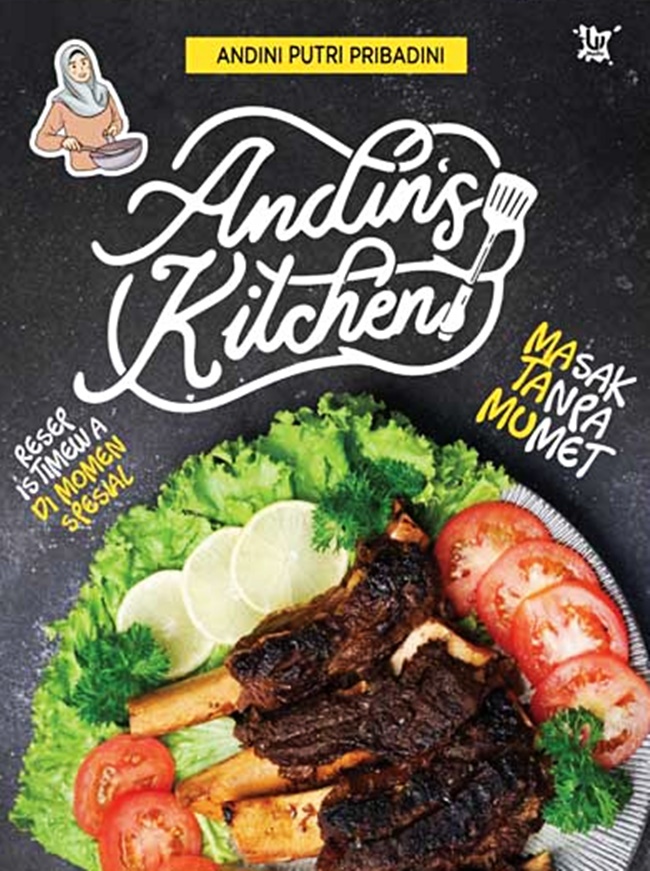 ANDINI PUTRI PRIBADINI
Andin's
Kitchen
MASAK
TANPA
MUMET
RESEP
ISTIMEWA
DI MOMEN
SPESIAL